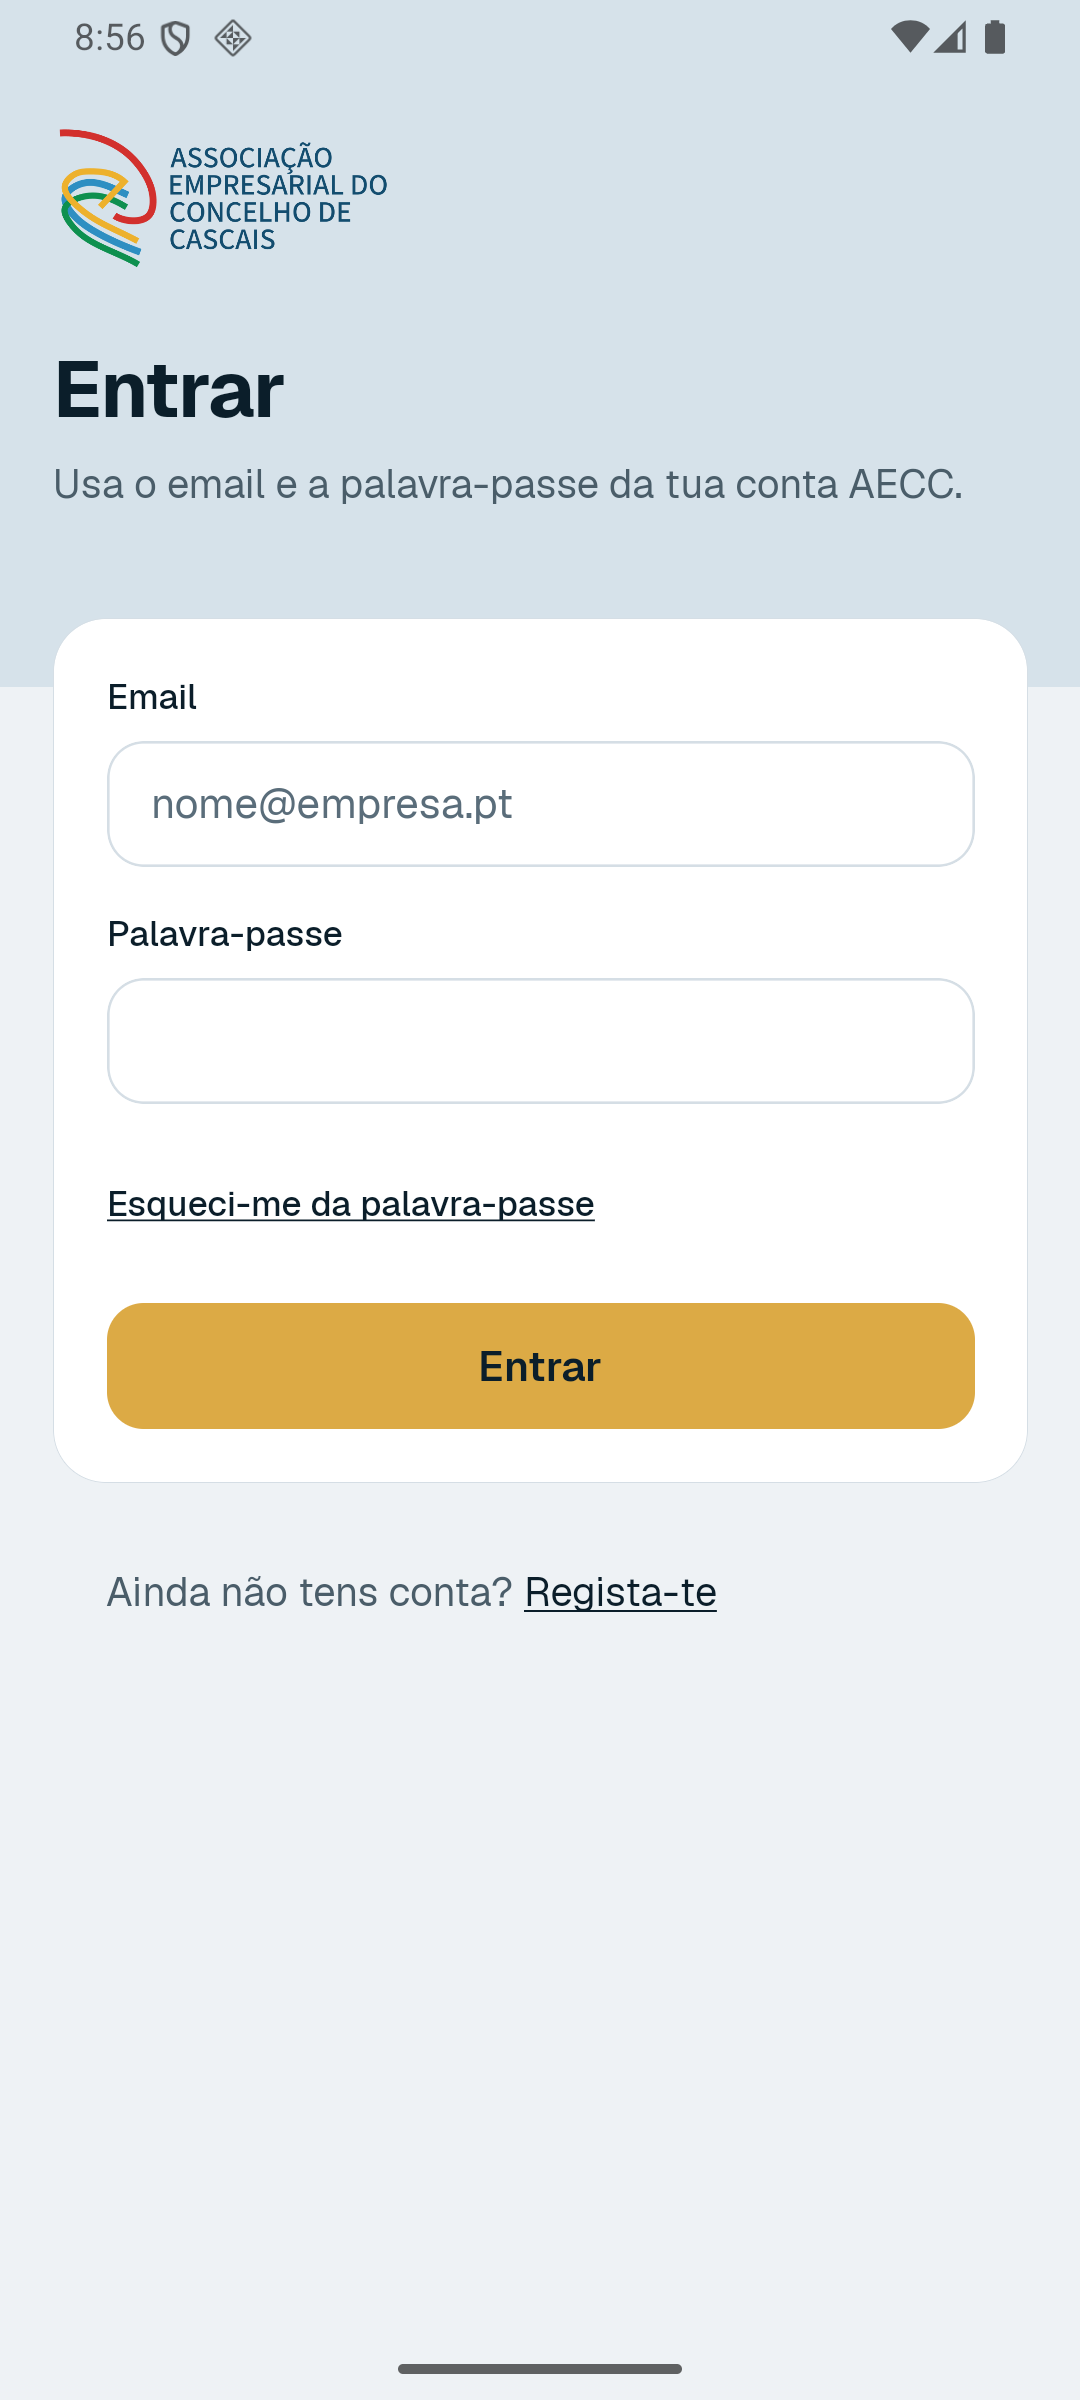 8:56
ASSOCIAÇÃO
EMPRESARIAL DO
CONCELHO DE
CASCAIS
Entrar
Usa o email e a palavra-passe da tua conta AECC.
Email
nome@empresa.pt
Palavra-passe
Esqueci-me da palavra-passe
Entrar
Ainda não tens conta? Regista-te